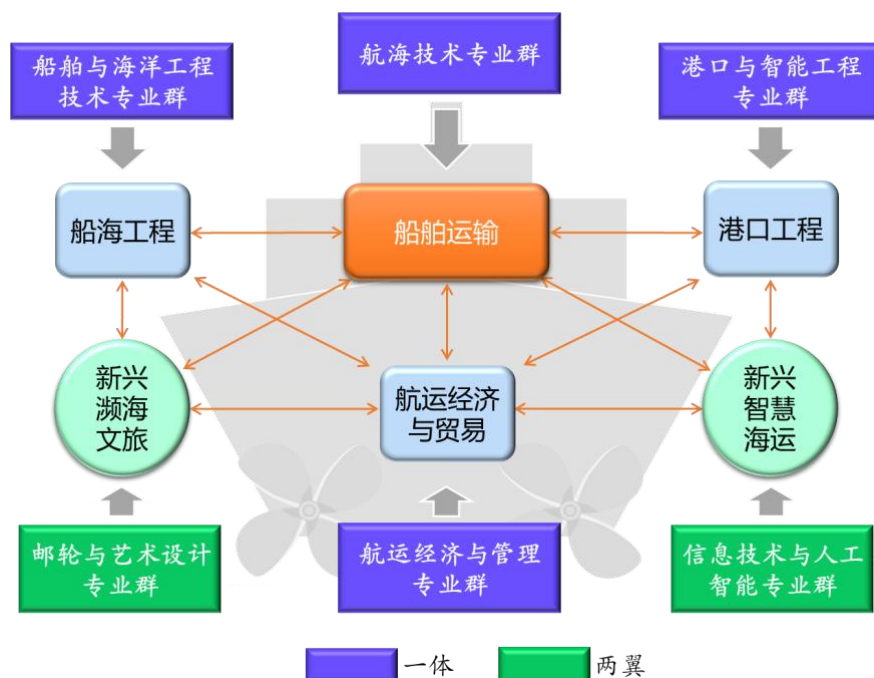 船舶与海洋工程
技术专业群
航海技术专业群
港口与智能工程
专业群
船海工程
船舶运输
港口工程
新兴
濒海
文旅
航运经济
与贸易
新兴
智慧
海运
邮轮与艺术设计
专业群
航运经济与管理
专业群
信息技术与人工
智能专业群
一体
两翼